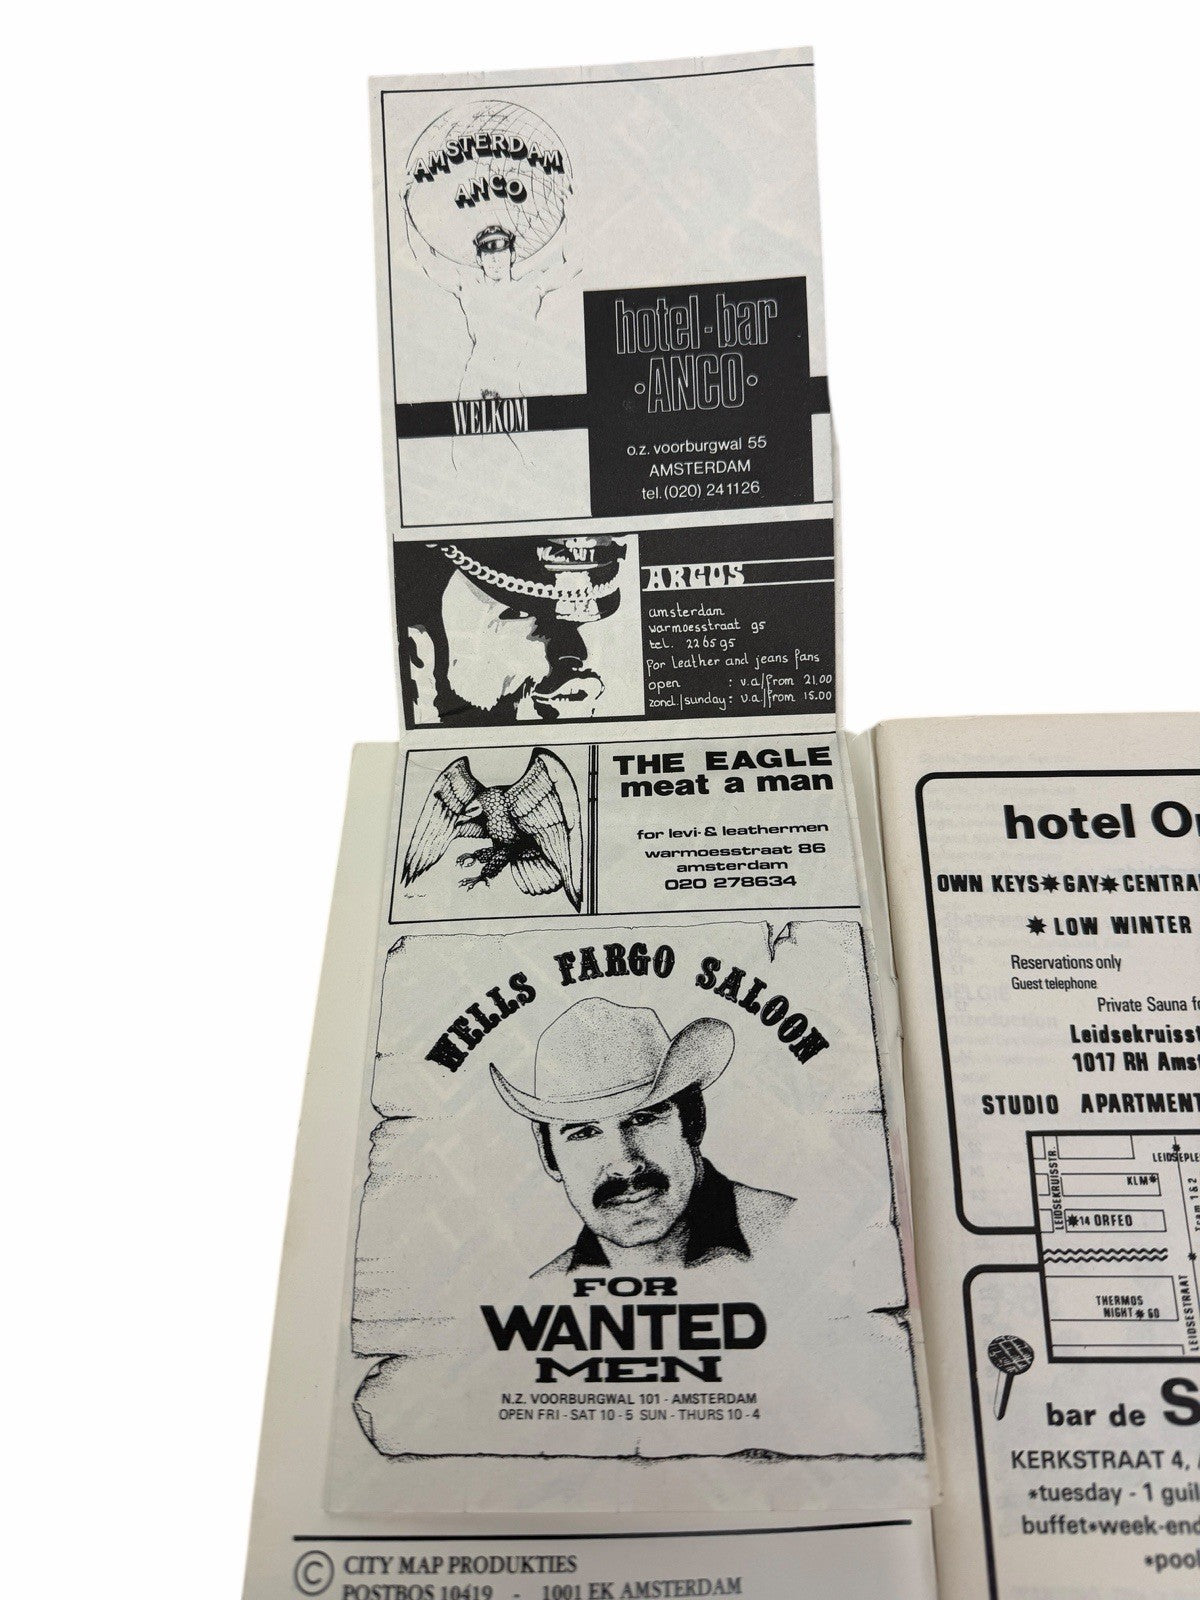 AMSTERDAM
ANCO
hotel-bar
•ANCO•
WELKOM
o.z. voorburgwal 55
AMSTERDAM
tel. (020) 241126
ARGOS
amsterdam
warmoesstraat 95
tel. 226595
for leather and jeans fans
open : v.a./from 21.00
zond./sunday: v.a./from 15.00
THE EAGLE
meat a man
for levi- & leathermen
warmoesstraat 86
amsterdam
020 278634
WELLS FARGO SALOON
FOR
WANTED
MEN
N.Z. VOORBURGWAL 101 - AMSTERDAM
OPEN FRI - SAT 10 - 5 SUN - THURS 10 - 4
© CITY MAP PRODUKTIES
POSTBOS 10419 - 1001 EK AMSTERDAM
hotel
OWN KEYS*GAY*
* LOW WINTER
Reservations only
Guest telephone
Private Sauna
1017 RH
STUDIO
LEIDSEKRUISSTR.
KLM*
*14 ORFEO
Tram 1 & 2
THERMOS
NIGHT * 60
LEIDSESTRAAT
bar de
KERKSTRAAT 4,
*tuesday - 1
buffet*